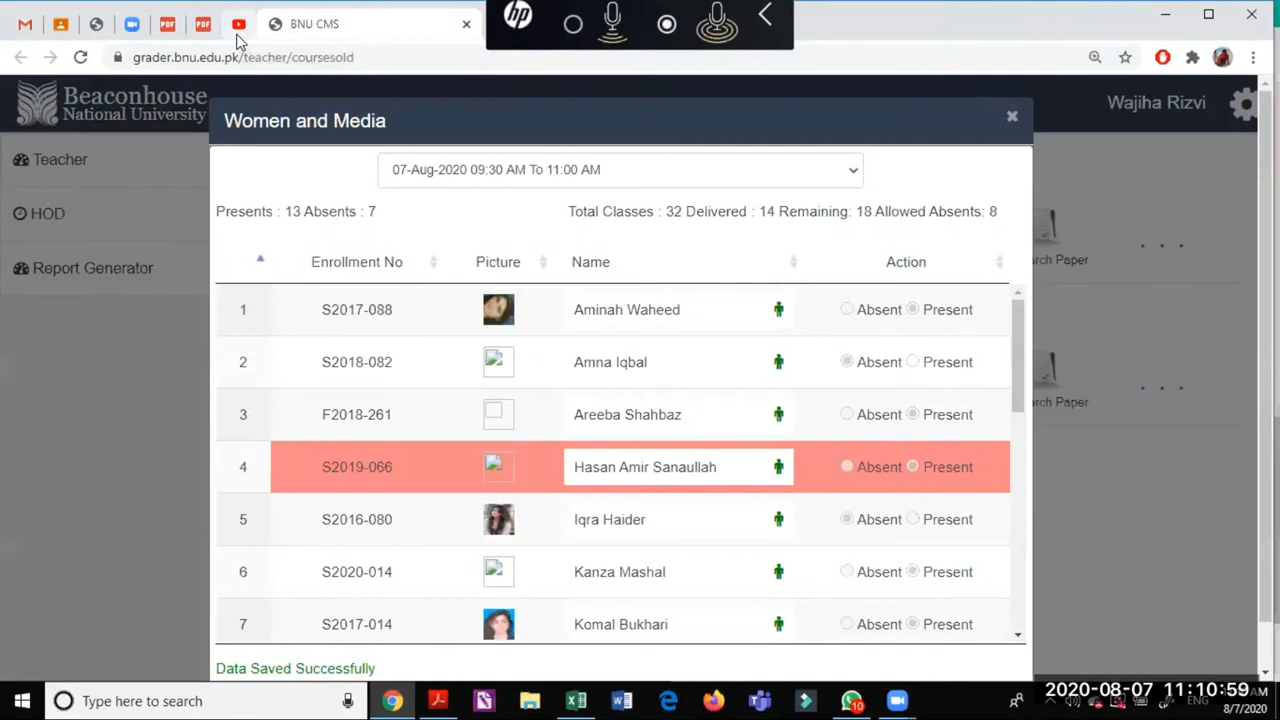 BNU CMS
hp
grader.bnu.edu.pk/teacher/coursesold
Beaconhouse
National University
Wajiha Rizvi
Women and Media
Teacher
HOD
Report Generator
07-Aug-2020 09:30 AM To 11:00 AM
Presents : 13 Absents : 7
Total Classes : 32 Delivered : 14 Remaining: 18 Allowed Absents: 8
Enrollment No Picture Name Action
1 S2017-088 Aminah Waheed Absent Present
2 S2018-082 Amna Iqbal Absent Present
3 F2018-261 Areeba Shahbaz Absent Present
4 S2019-066 Hasan Amir Sanaullah Absent Present
5 S2016-080 Iqra Haider Absent Present
6 S2020-014 Kanza Mashal Absent Present
7 S2017-014 Komal Bukhari Absent Present
rch Paper
rch Paper
Data Saved Successfully
PDF
PDF
Type here to search
10
ENG
2020-08-07 11:10:59
AM
8/7/2020